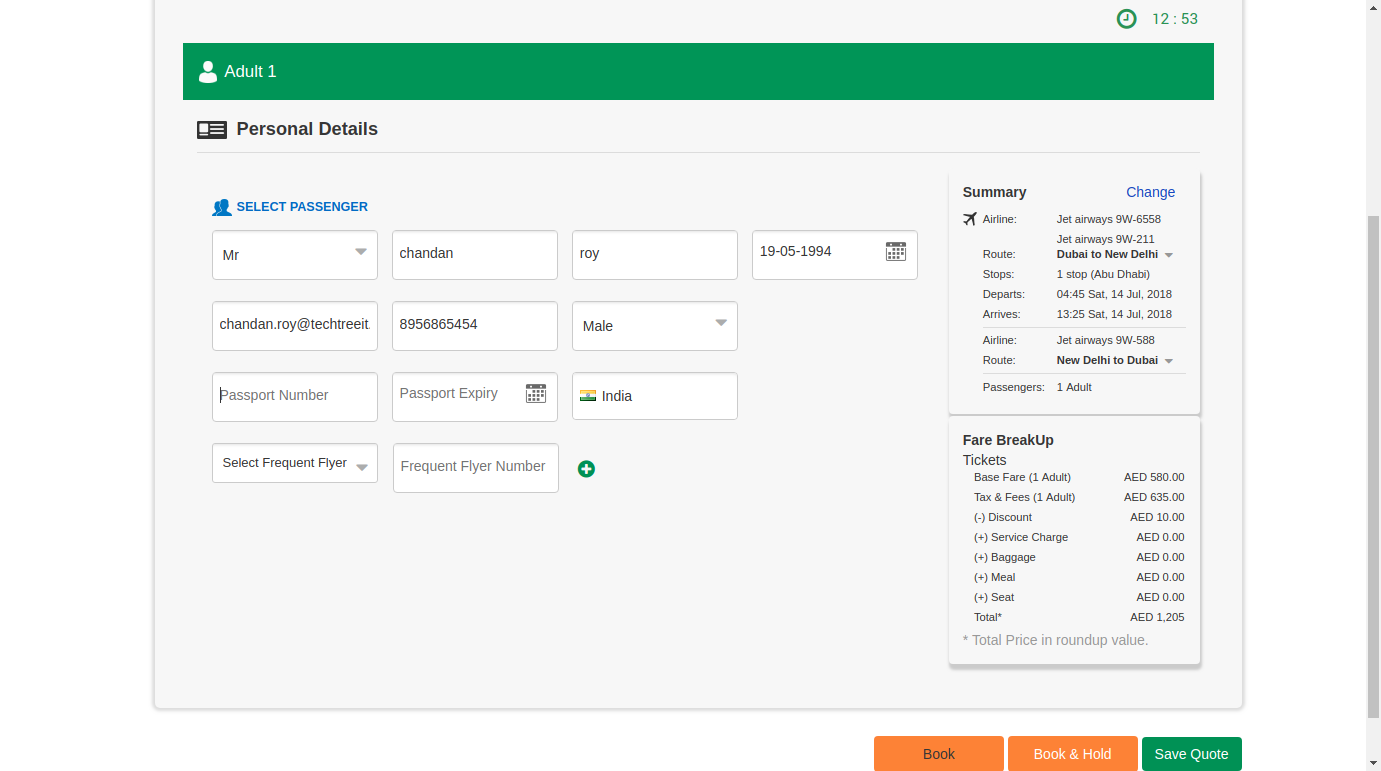 12 : 53
Adult 1
Personal Details
SELECT PASSENGER
Mr
chandan
roy
19-05-1994
chandan.roy@techtreeit
8956865454
Male
Passport Number
Passport Expiry
India
Select Frequent Flyer
Frequent Flyer Number
Summary Change
Airline: Jet airways 9W-6558
Jet airways 9W-211
Route: Dubai to New Delhi
Stops: 1 stop (Abu Dhabi)
Departs: 04:45 Sat, 14 Jul, 2018
Arrives: 13:25 Sat, 14 Jul, 2018
Airline: Jet airways 9W-588
Route: New Delhi to Dubai
Passengers: 1 Adult
Fare BreakUp
Tickets
Base Fare (1 Adult) AED 580.00
Tax & Fees (1 Adult) AED 635.00
(-) Discount AED 10.00
(+) Service Charge AED 0.00
(+) Baggage AED 0.00
(+) Meal AED 0.00
(+) Seat AED 0.00
Total* AED 1,205
* Total Price in roundup value.
Book
Book & Hold
Save Quote